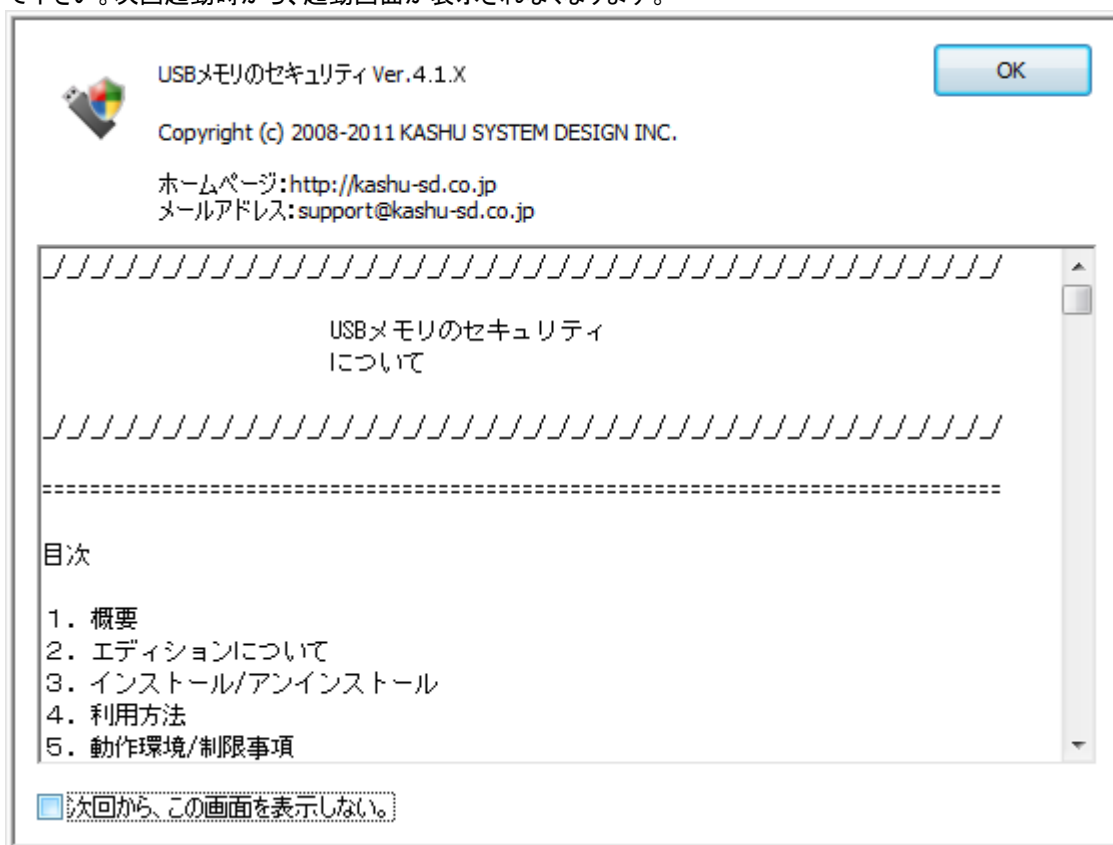 て下さい。次回起動時から、起動画面が表示されなくなります。
USBメモリのセキュリティ Ver.4.1.X
OK
Copyright (c) 2008-2011 KASHU SYSTEM DESIGN INC.
ホームページ:http://kashu-sd.co.jp
メールアドレス:support@kashu-sd.co.jp
_/_/_/_/_/_/_/_/_/_/_/_/_/_/_/_/_/_/_/_/_/_/_/_/_/_/_/_/_/_/_/_/_/_/_/_/_/_/_/_/
USBメモリのセキュリティ
について
_/_/_/_/_/_/_/_/_/_/_/_/_/_/_/_/_/_/_/_/_/_/_/_/_/_/_/_/_/_/_/_/_/_/_/_/_/_/_/_/
================================================================================
目次
1. 概要
2. エディションについて
3. インストール/アンインストール
4. 利用方法
5. 動作環境/制限事項
次回から、この画面を表示しない。